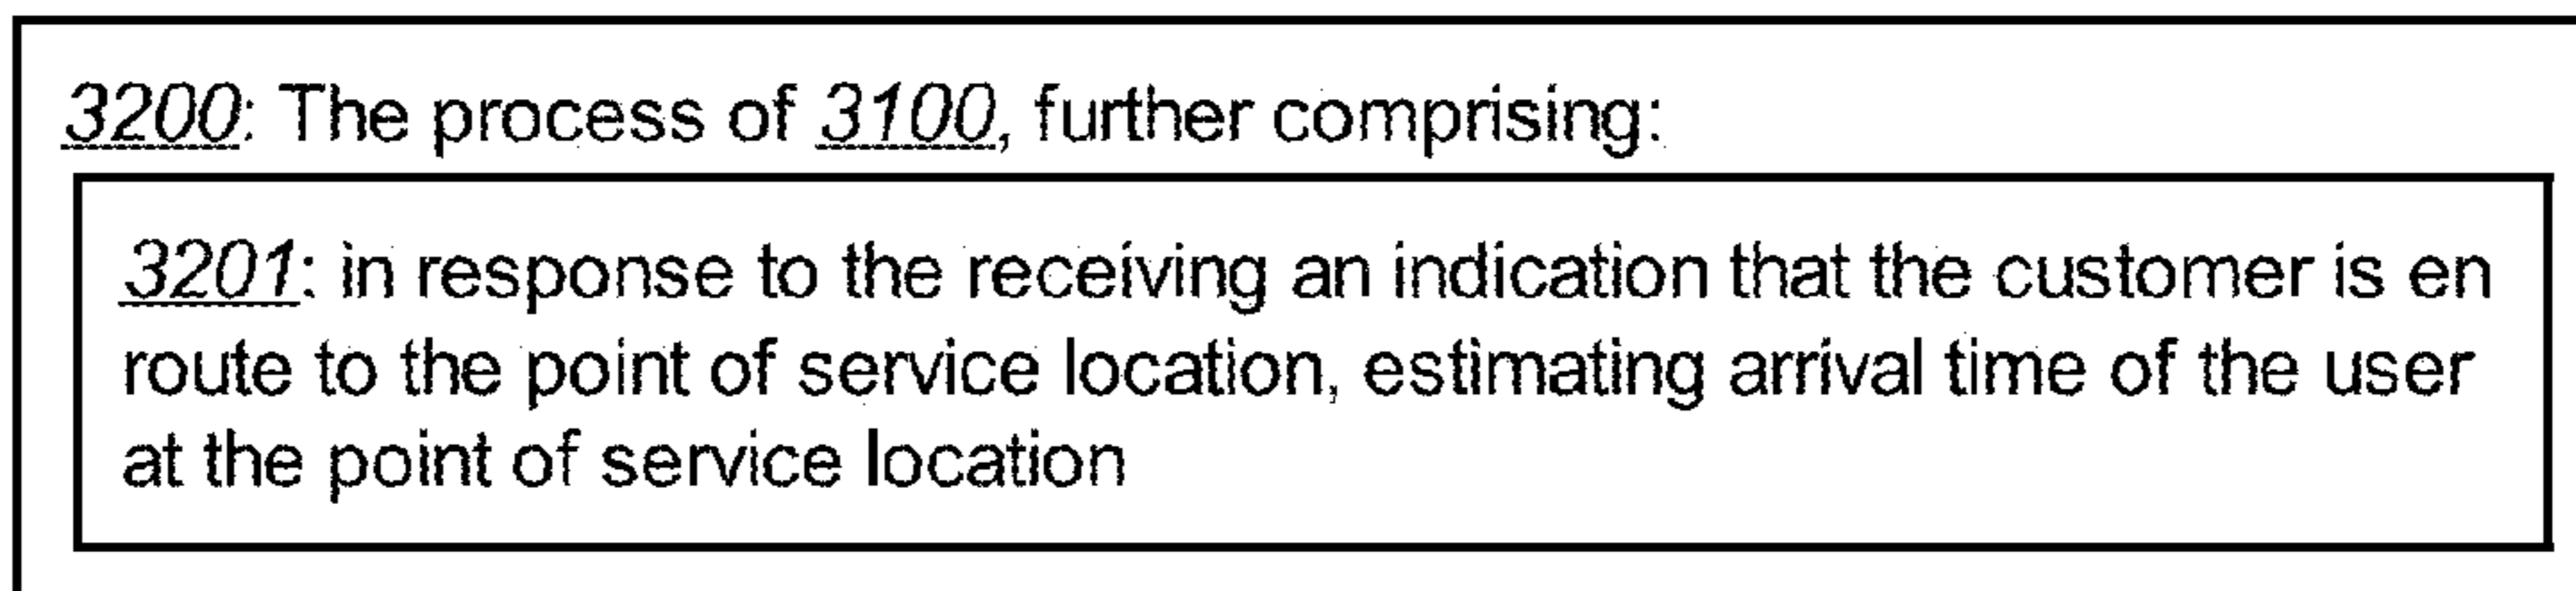 3200: The process of 3100, further comprising:
3201: in response to the receiving an indication that the customer is en
route to the point of service location, estimating arrival time of the user
at the point of service location